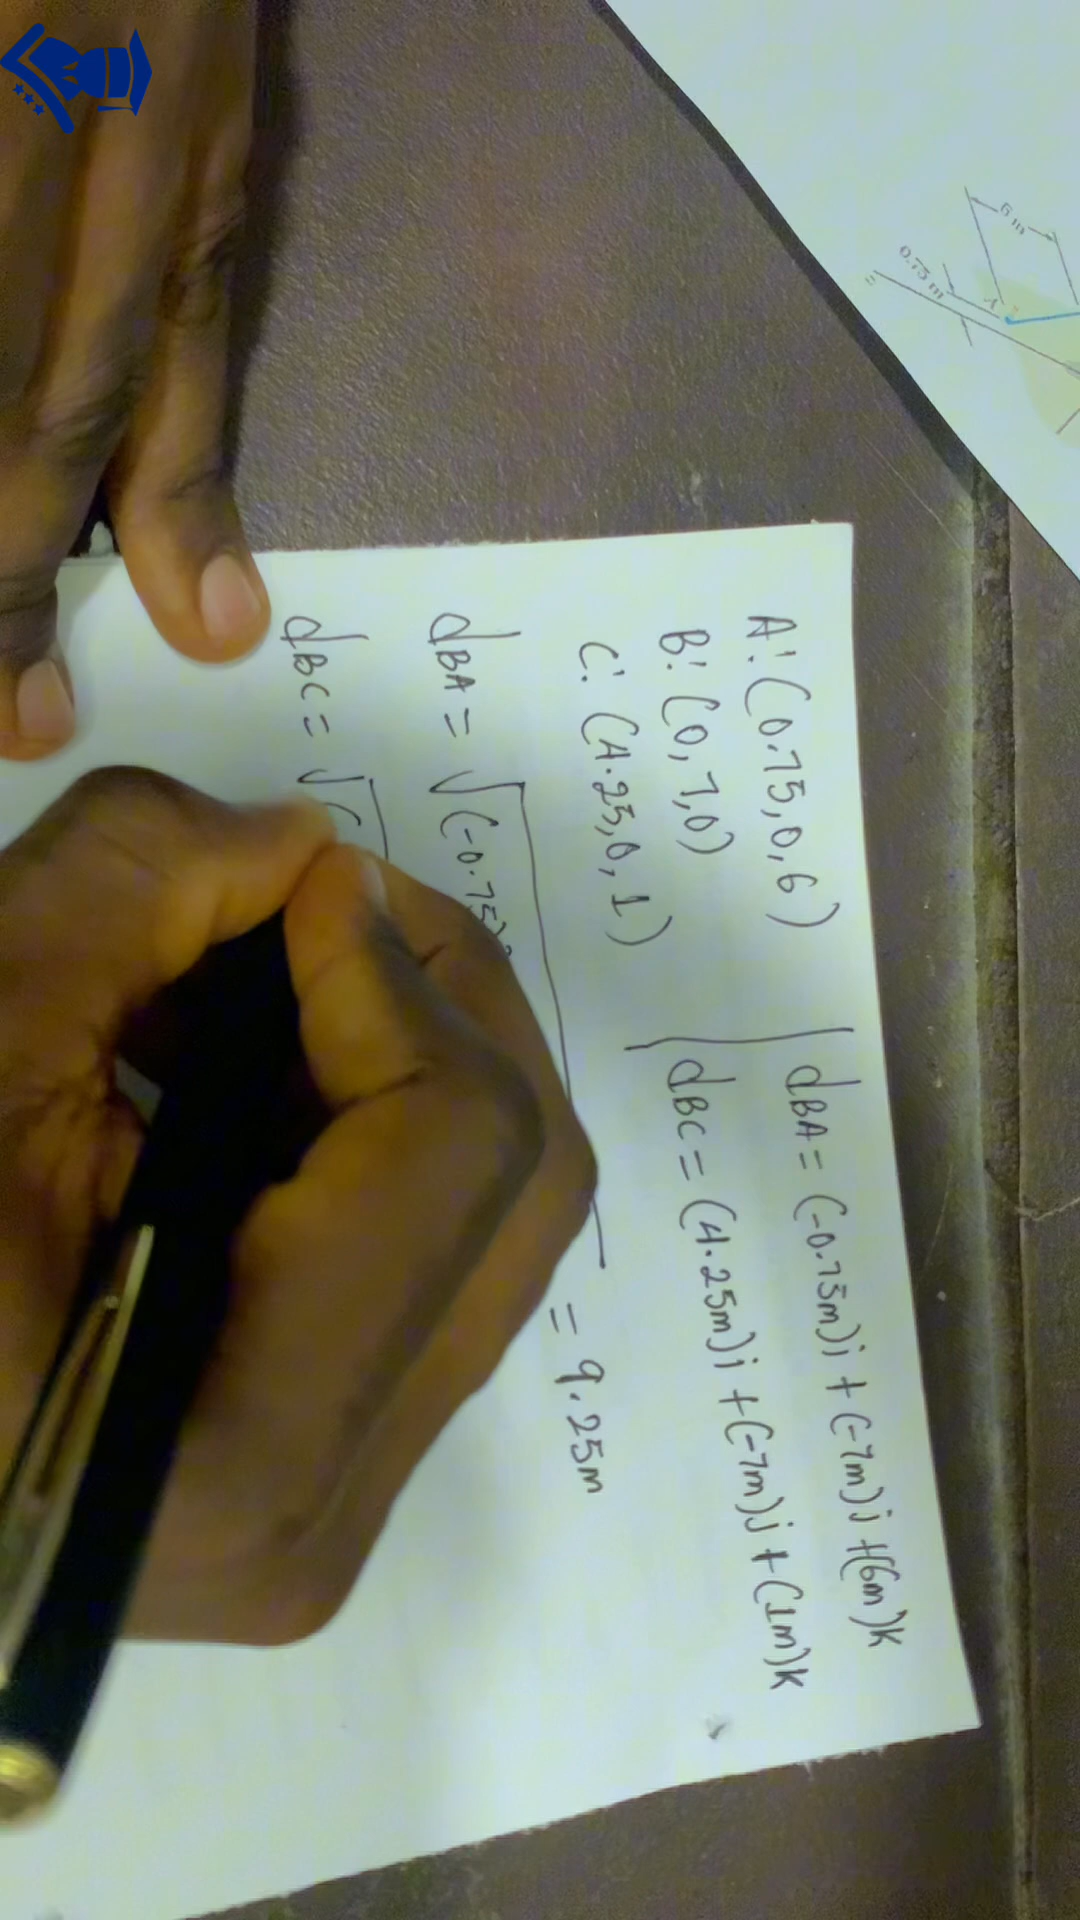 A: (0.75, 0, 6)
B: (0, 7, 0)
C: (4.25, 0, 1)
dBA = (-0.75m)i + (-7m)j + (6m)k
dBC = (4.25m)i + (-7m)j + (1m)k
dBA = √(-0.75)² = 9.25m
dBC = √(
6 m
0.75 m
A